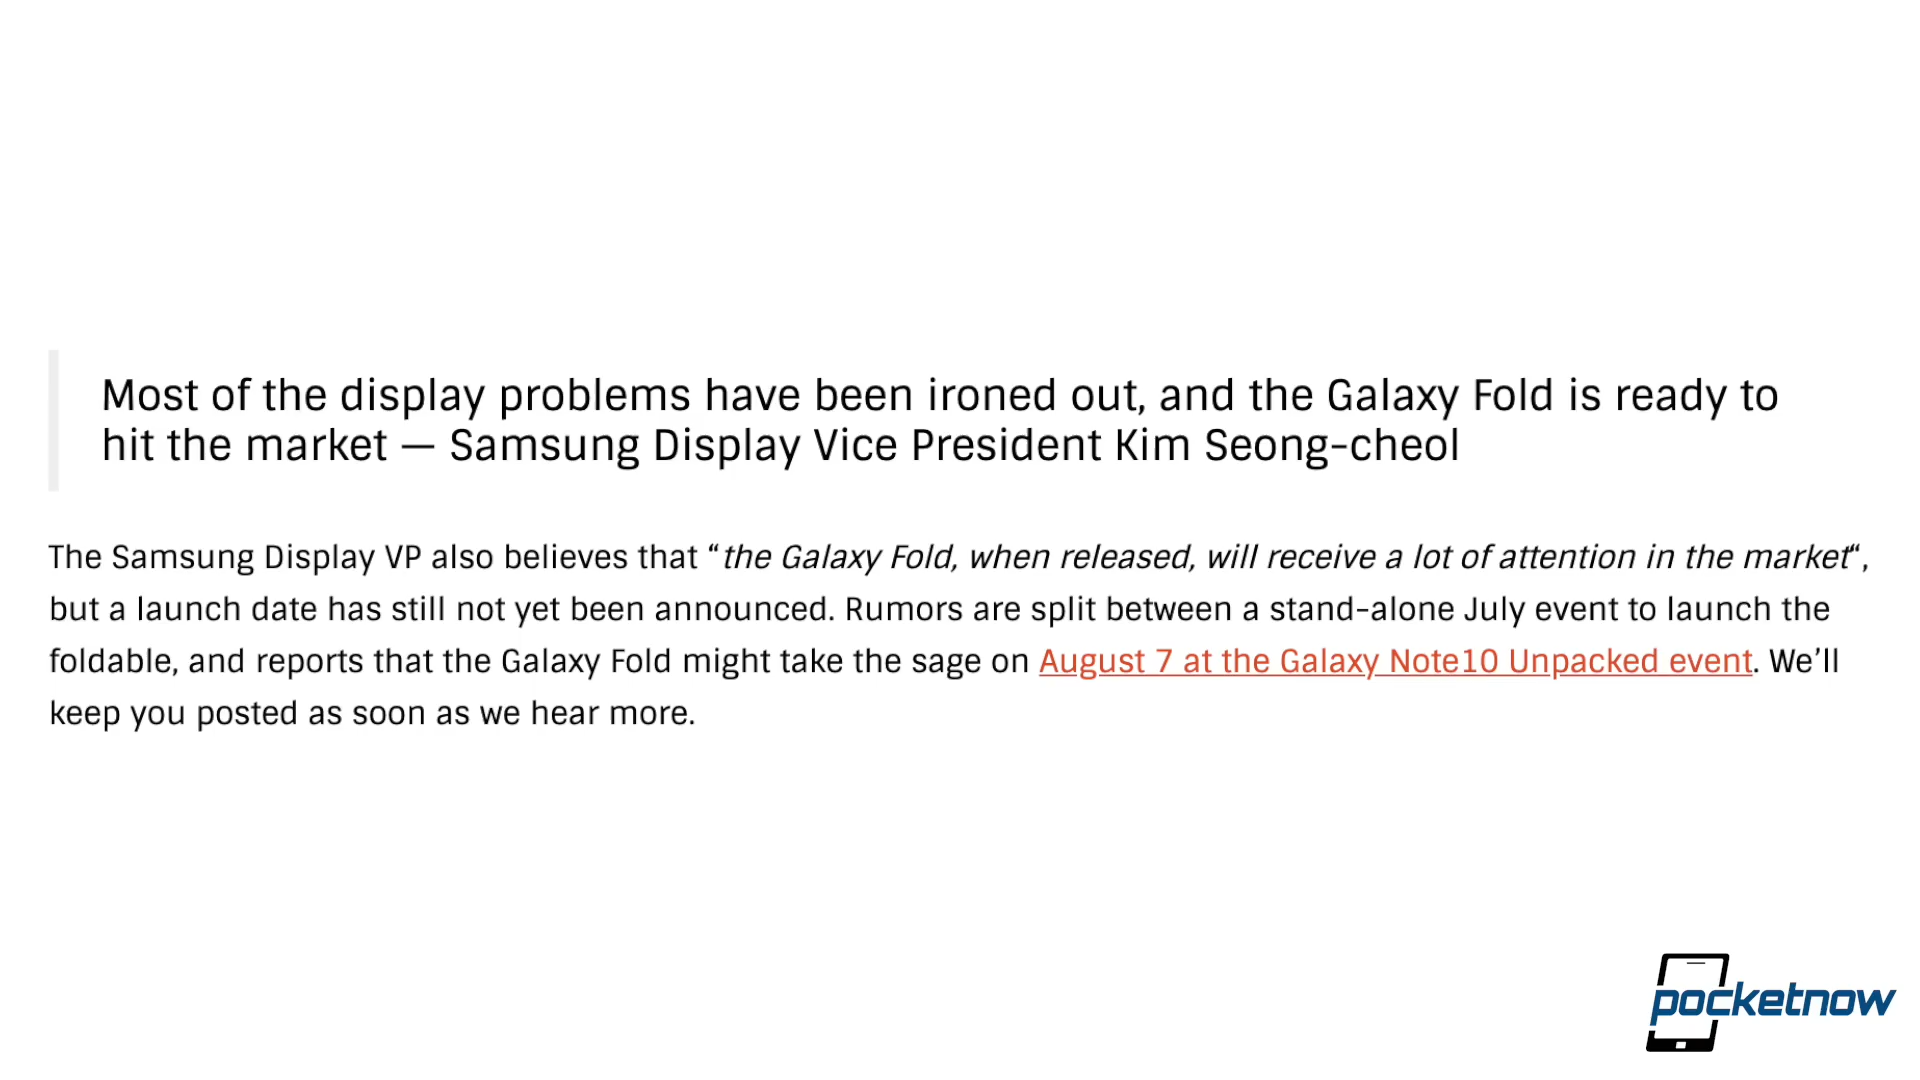 Most of the display problems have been ironed out, and the Galaxy Fold is ready to
hit the market — Samsung Display Vice President Kim Seong-cheol
The Samsung Display VP also believes that “the Galaxy Fold, when released, will receive a lot of attention in the market“,
but a launch date has still not yet been announced. Rumors are split between a stand-alone July event to launch the
foldable, and reports that the Galaxy Fold might take the sage on August 7 at the Galaxy Note10 Unpacked event. We’ll
keep you posted as soon as we hear more.
pocketnow